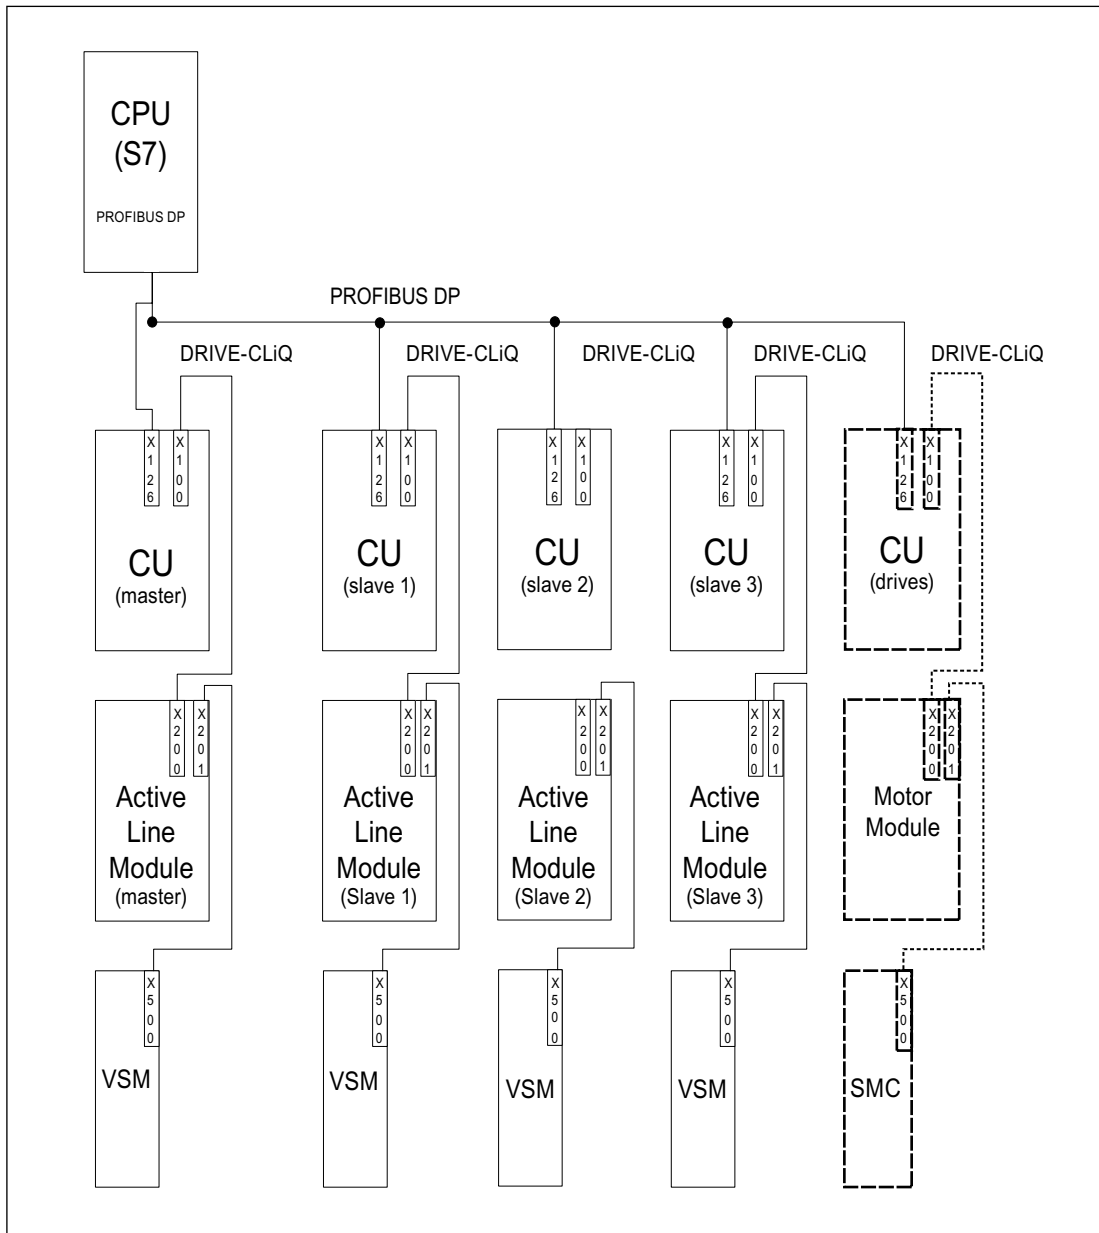 CPU
(S7)
PROFIBUS DP
PROFIBUS DP
DRIVE-CLiQ
DRIVE-CLiQ
DRIVE-CLiQ
DRIVE-CLiQ
DRIVE-CLiQ
X126
X100
X126
X100
X126
X100
X126
X100
X126
X100
CU
(master)
CU
(slave 1)
CU
(slave 2)
CU
(slave 3)
CU
(drives)
X200
X201
X200
X201
X200
X201
X200
X201
X200
X201
Active
Line
Module
(master)
Active
Line
Module
(Slave 1)
Active
Line
Module
(Slave 2)
Active
Line
Module
(Slave 3)
Motor
Module
X500
X500
X500
X500
X500
VSM
VSM
VSM
VSM
SMC